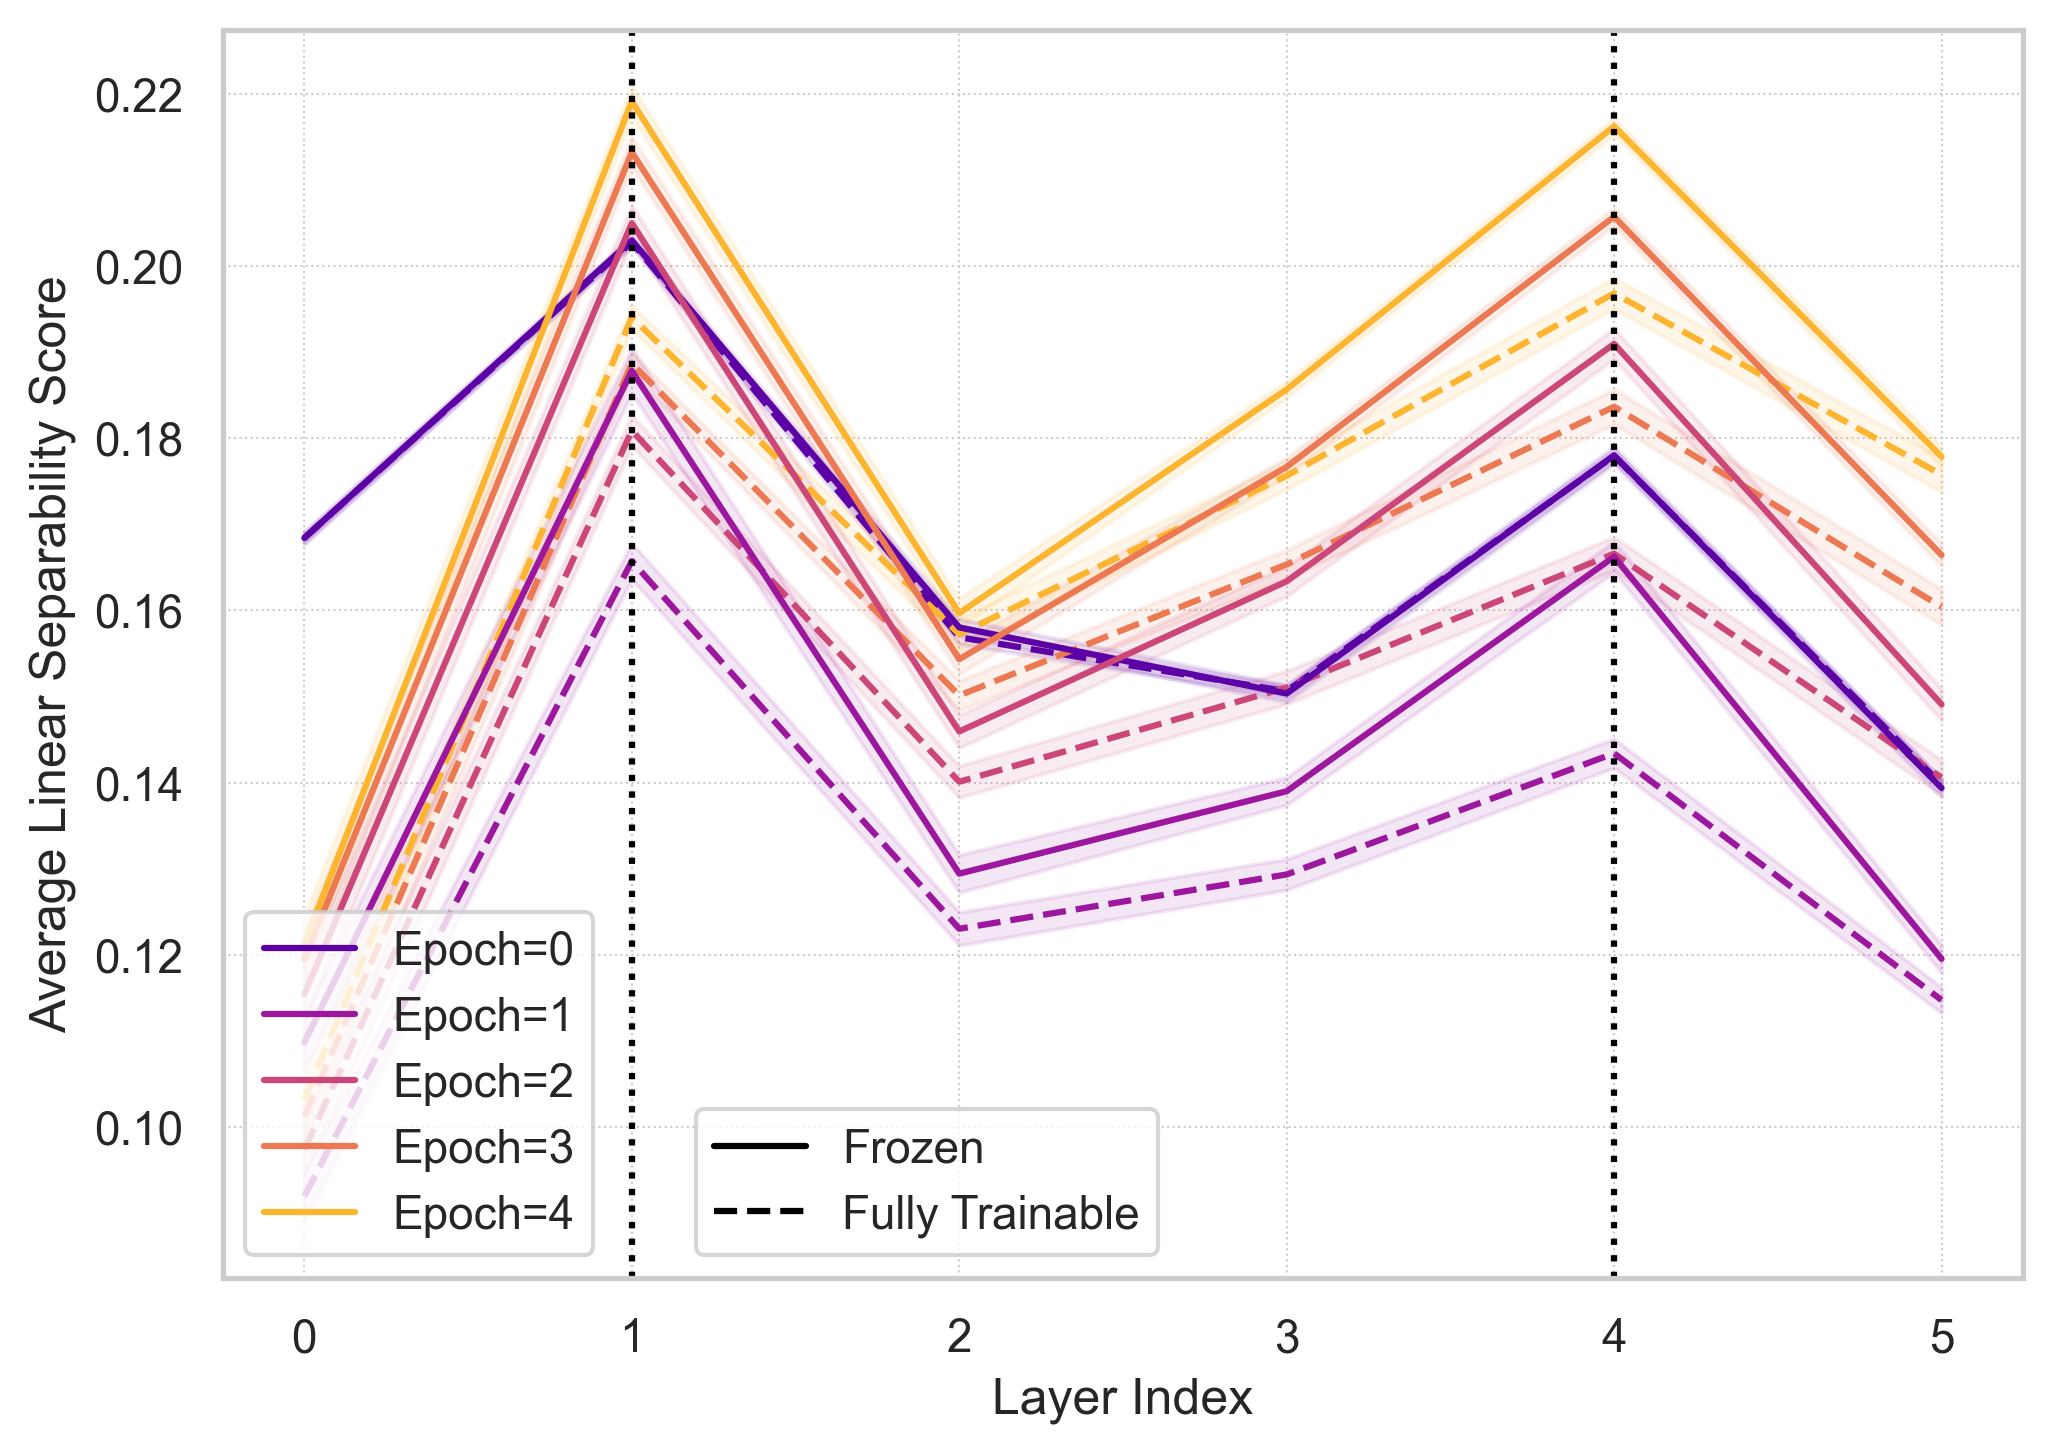 Average Linear Separability Score
0.22
0.20
0.18
0.16
0.14
0.12
0.10
Epoch=0
Epoch=1
Epoch=2
Epoch=3
Epoch=4
Frozen
Fully Trainable
0 1 2 3 4 5
Layer Index